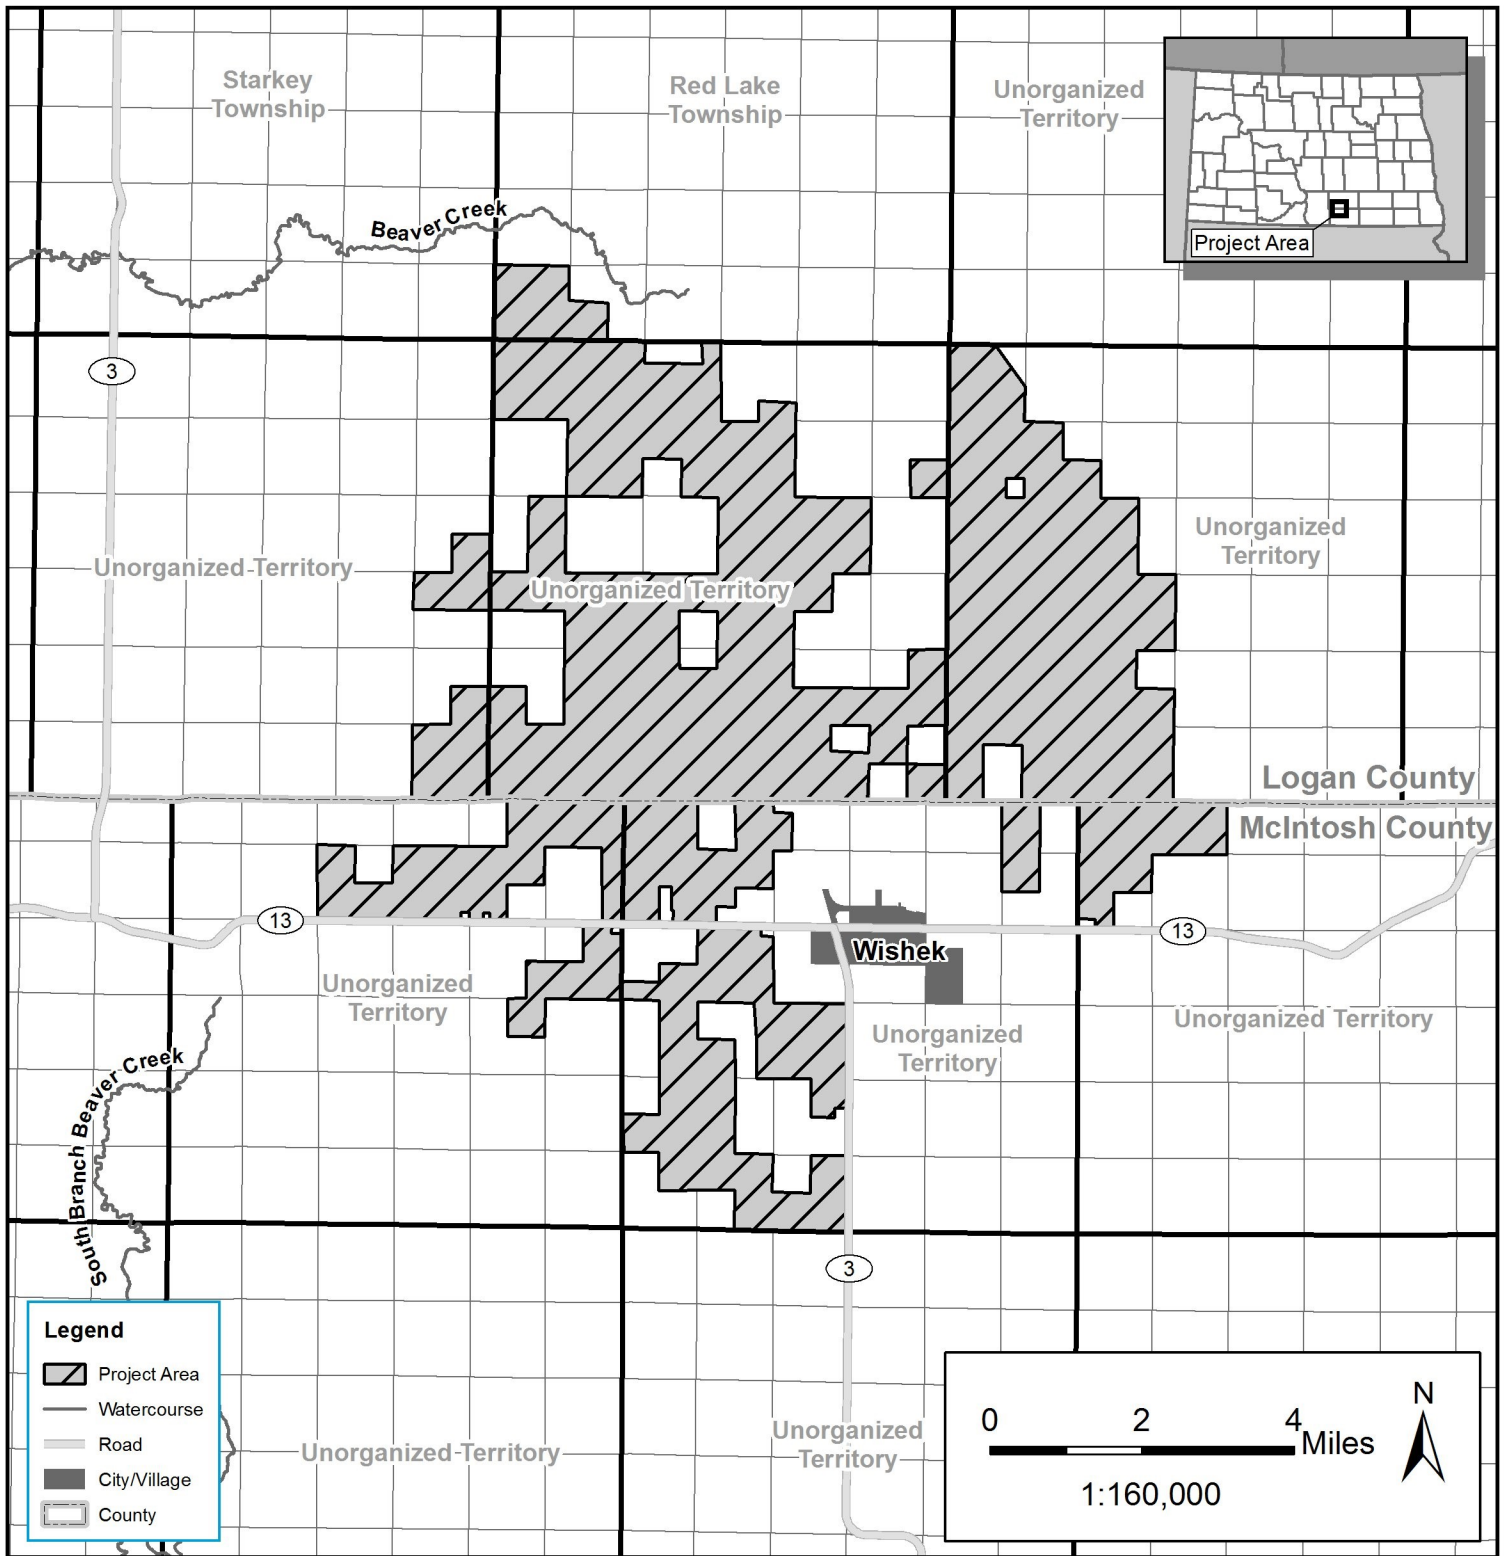 Starkey
Township
Red Lake
Township
Unorganized
Territory
Project Area
Beaver Creek
3
Unorganized Territory
Unorganized Territory
Unorganized
Territory
Logan County
McIntosh County
13
13
Wishek
Unorganized
Territory
Unorganized
Territory
Unorganized Territory
South Branch Beaver Creek
3
Legend
Project Area
Watercourse
Road
City/Village
County
Unorganized Territory
Unorganized
Territory
0 2 4
Miles
1:160,000
N